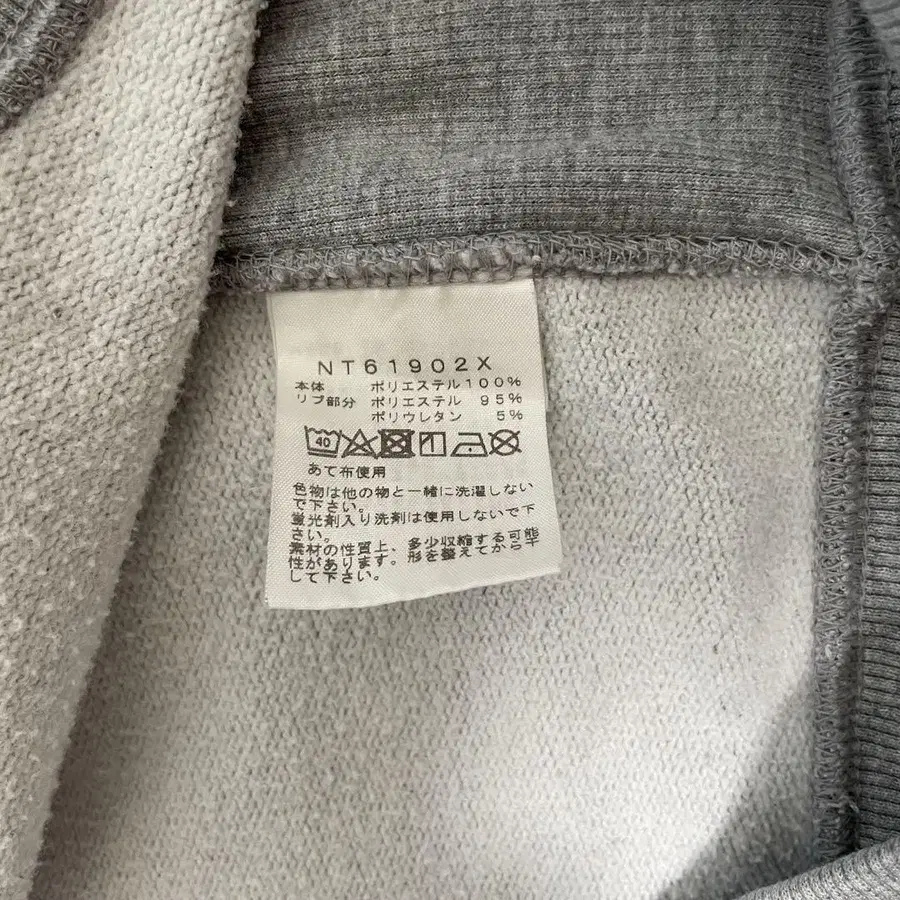 NT61902X
本体 ポリエステル 100%
リブ部分 ポリエステル 95%
ポリウレタン 5%
40
あて布使用
色物は他の物と一緒に洗濯しない
で下さい。
蛍光剤入り洗剤は使用しないで下
さい。
素材の性質上、多少収縮する可能
性があります。形を整えてから干
して下さい。